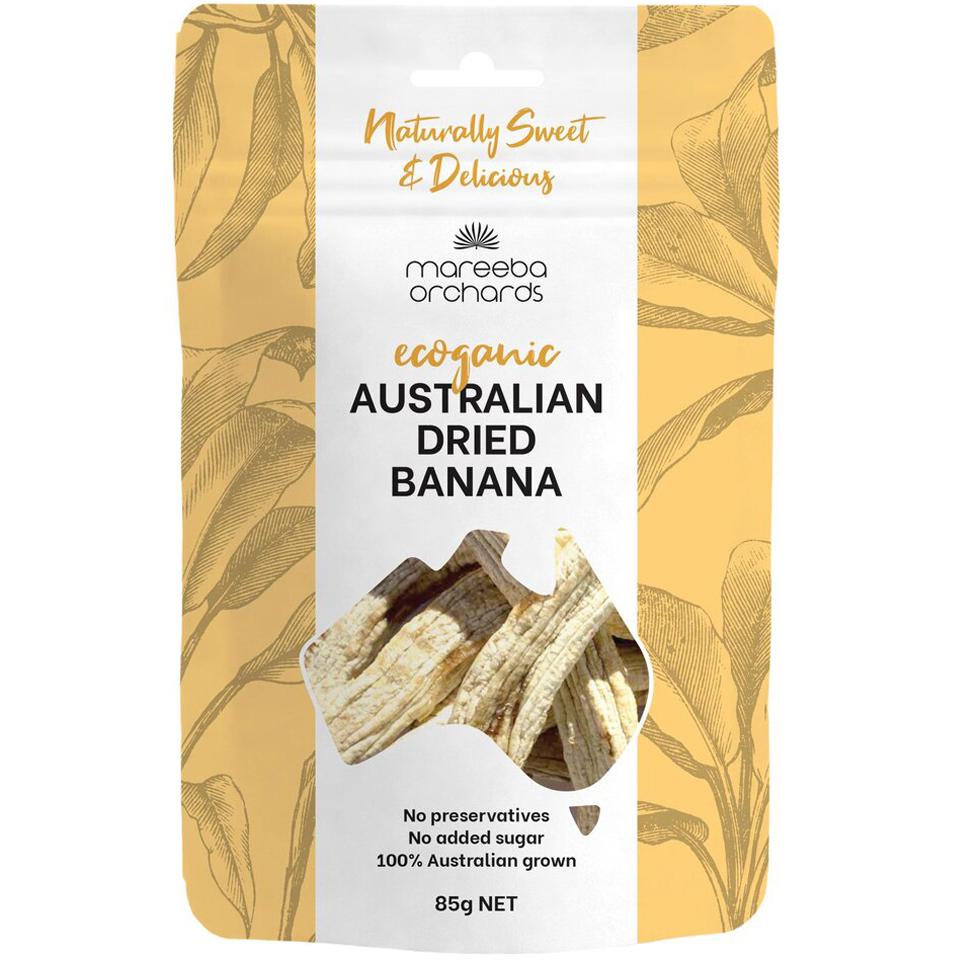 Naturally Sweet
& Delicious
mareeba
orchards
ecoganic
AUSTRALIAN
DRIED
BANANA
No preservatives
No added sugar
100% Australian grown
85g NET